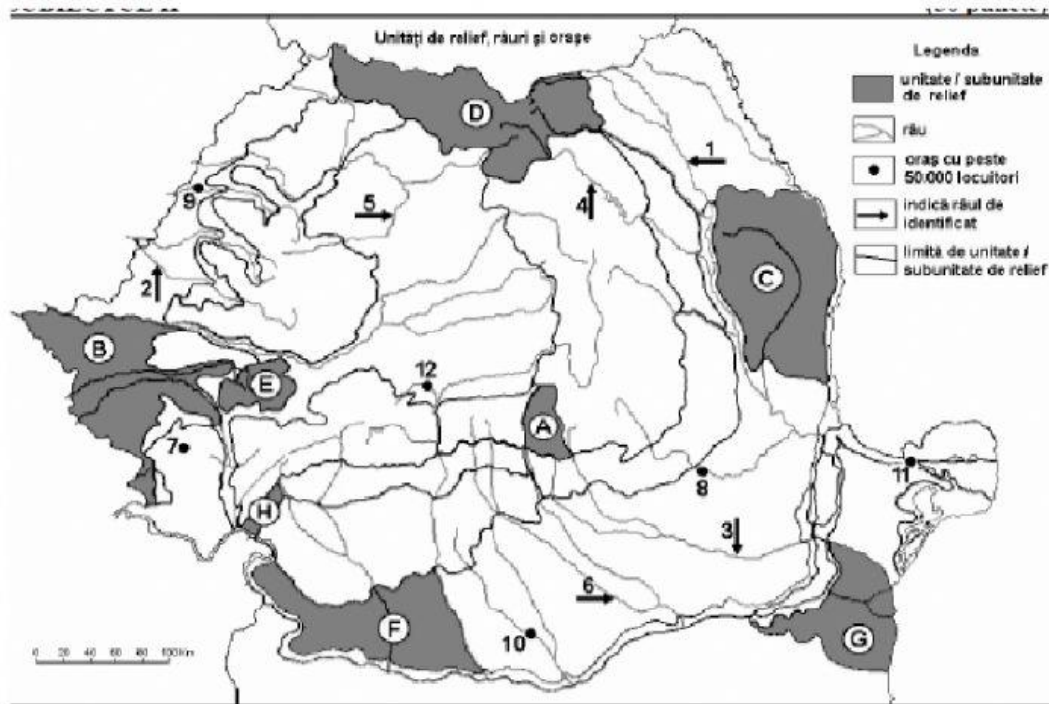 Unități de relief, râuri și orașe
Legenda
unitate / subunitate
de relief
râu
oraș cu peste
50.000 locuitori
indică râul de
identificat
limită de unitate /
subunitate de relief
D
1
9
5
4
2
C
B
12
E
A
7
8
11
H
3
6
F
10
G
0 20 40 60 80 100 Km